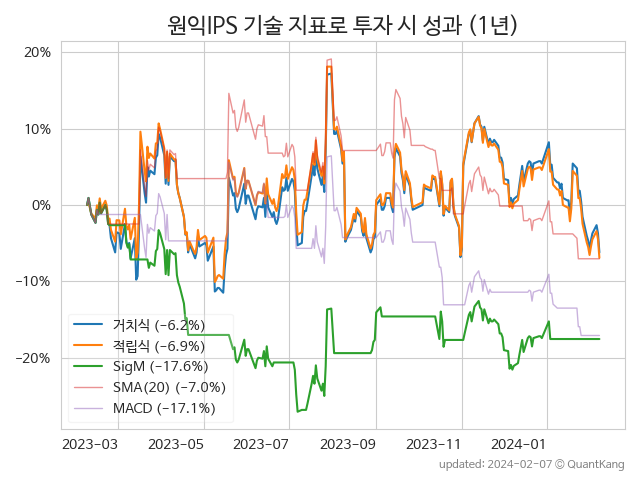 원익IPS 기술 지표로 투자 시 성과 (1년)
20%
10%
0%
−10%
−20%
거치식 (−6.2%)
적립식 (−6.9%)
SigM (−17.6%)
SMA(20) (−7.0%)
MACD (−17.1%)
2023−03 2023−05 2023−07 2023−09 2023−11 2024−01
updated: 2024−02−07 © QuantKang